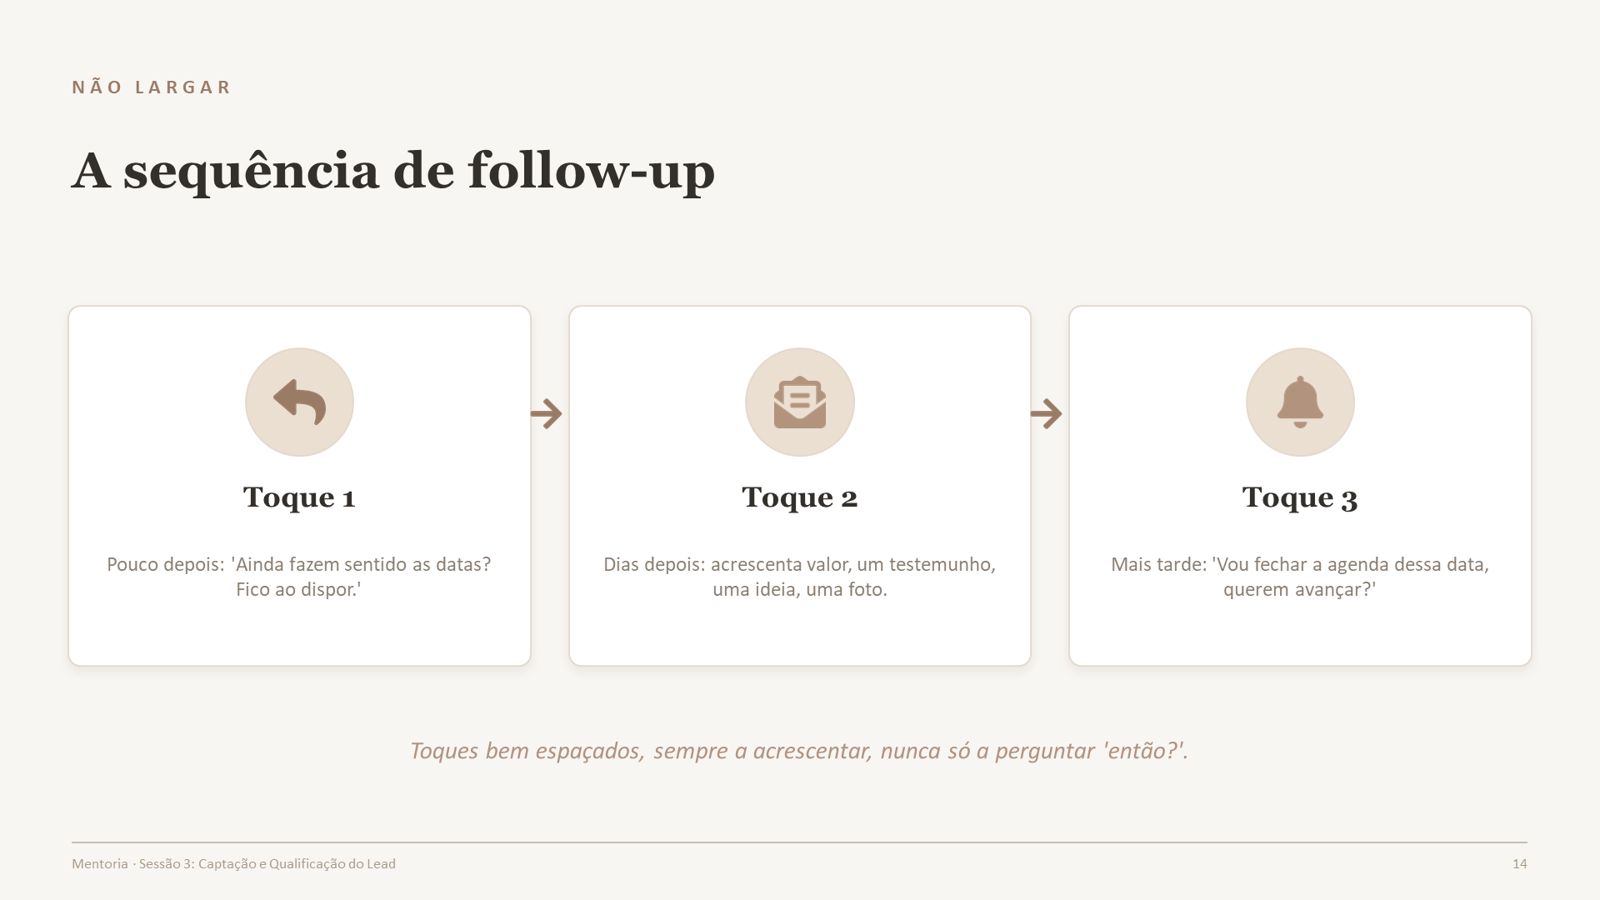 NÃO LARGAR
A sequência de follow-up
Toque 1
Pouco depois: 'Ainda fazem sentido as datas?
Fico ao dispor.'
Toque 2
Dias depois: acrescenta valor, um testemunho,
uma ideia, uma foto.
Toque 3
Mais tarde: 'Vou fechar a agenda dessa data,
querem avançar?'
Toques bem espaçados, sempre a acrescentar, nunca só a perguntar 'então?'.
Mentoria · Sessão 3: Captação e Qualificação do Lead
14